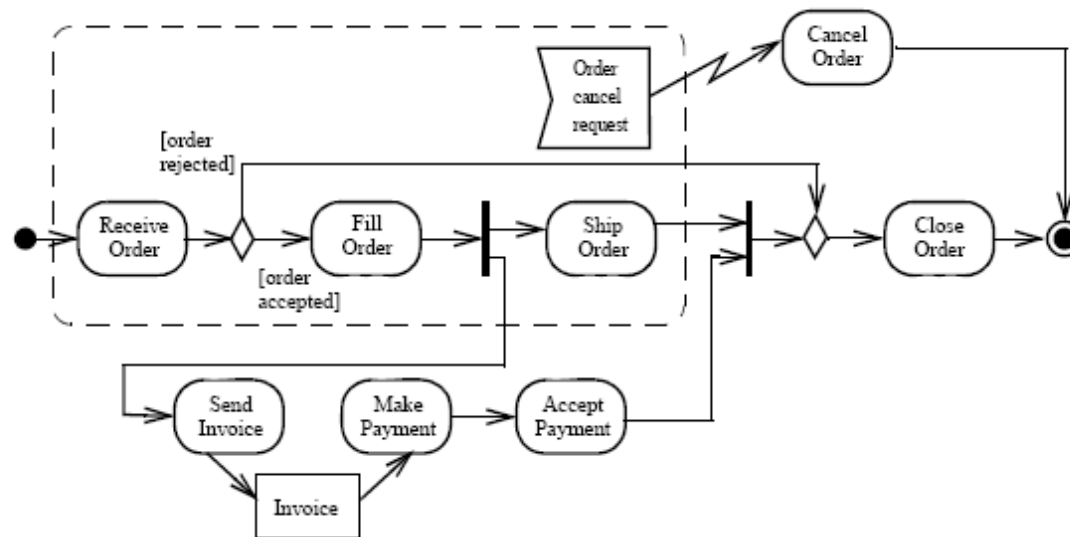 Cancel
Order
Order
cancel
request
[order
rejected]
Receive
Order
Fill
Order
Ship
Order
Close
Order
[order
accepted]
Send
Invoice
Make
Payment
Accept
Payment
Invoice